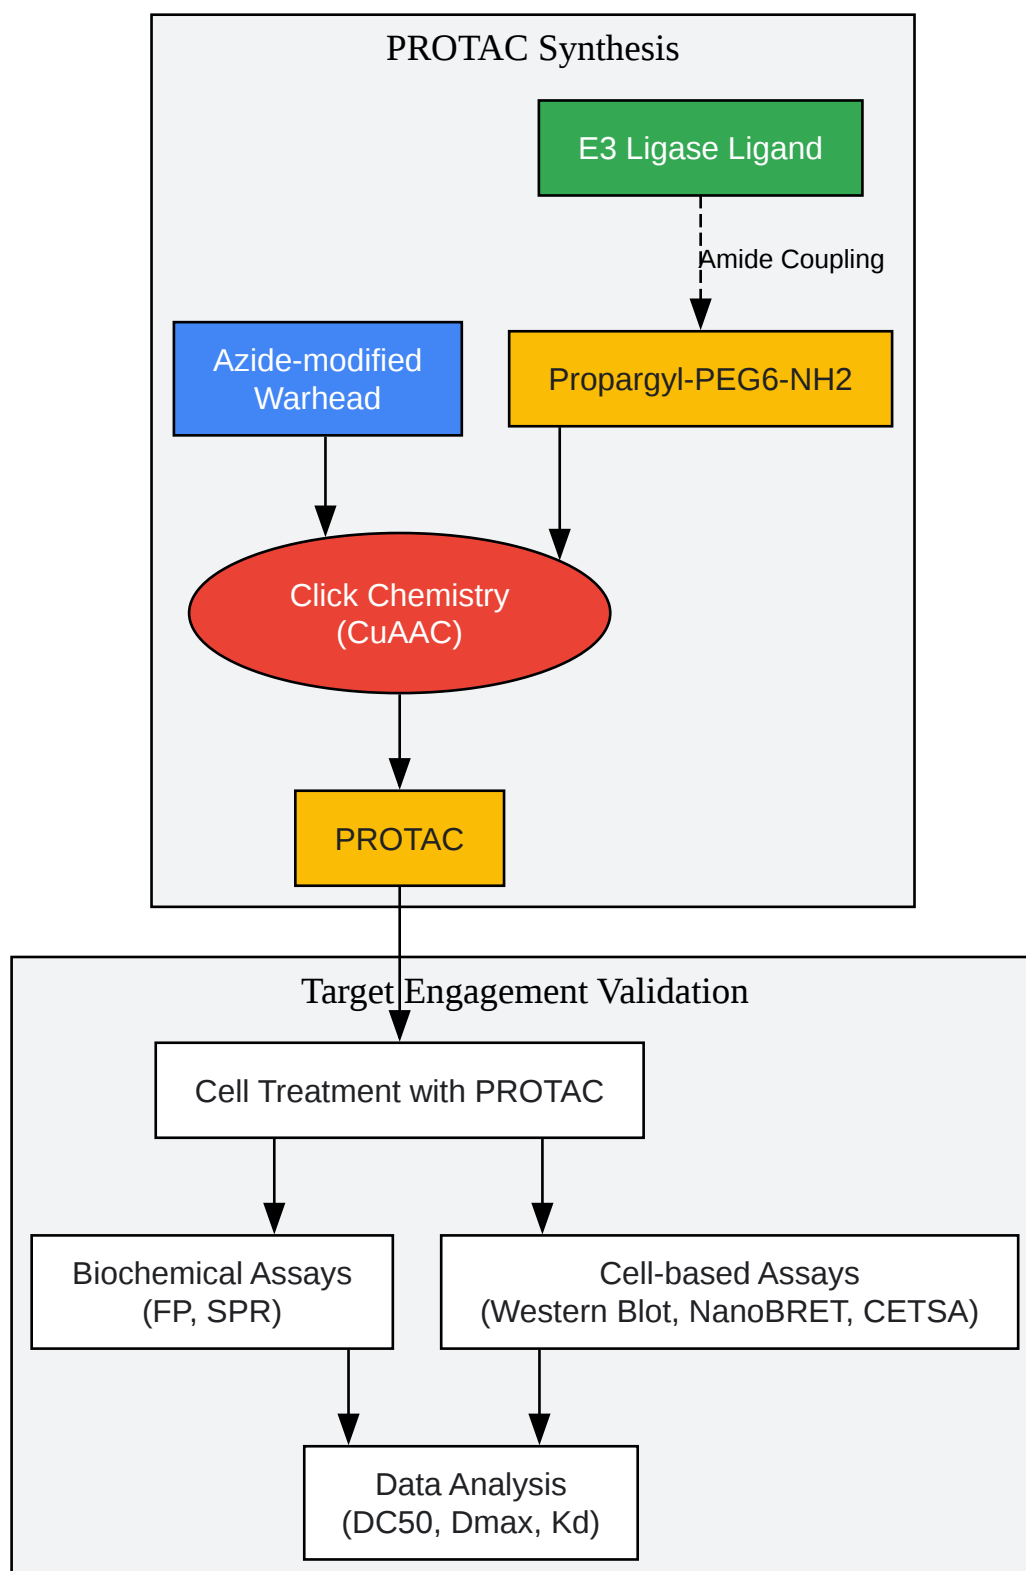 PROTAC Synthesis
E3 Ligase Ligand
Amide Coupling
Azide-modified
Warhead
Propargyl-PEG6-NH2
Click Chemistry
(CuAAC)
PROTAC
Target Engagement Validation
Cell Treatment with PROTAC
Biochemical Assays
(FP, SPR)
Cell-based Assays
(Western Blot, NanoBRET, CETSA)
Data Analysis
(DC50, Dmax, Kd)